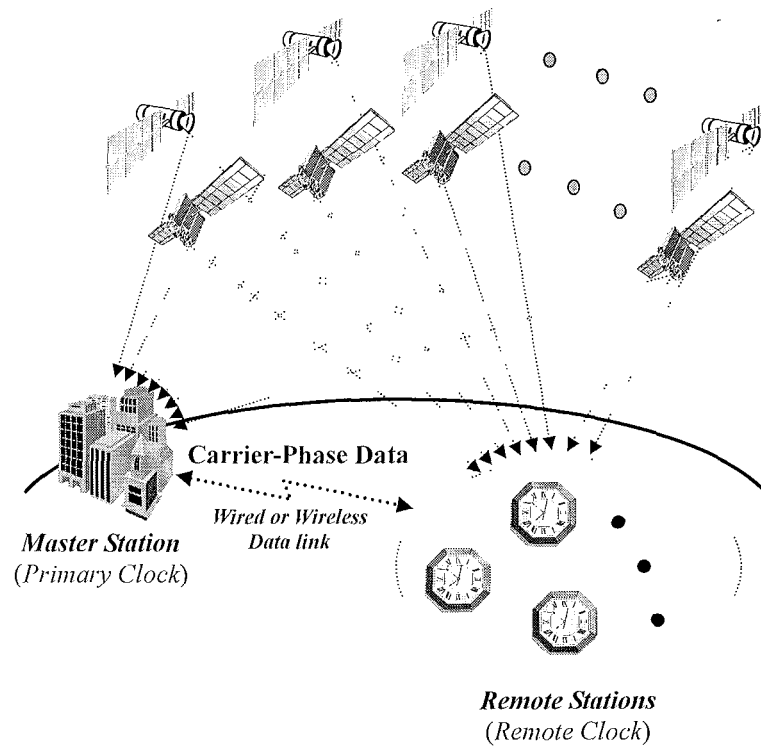 Carrier-Phase Data
Wired or Wireless
Data link
Master Station
(Primary Clock)
Remote Stations
(Remote Clock)